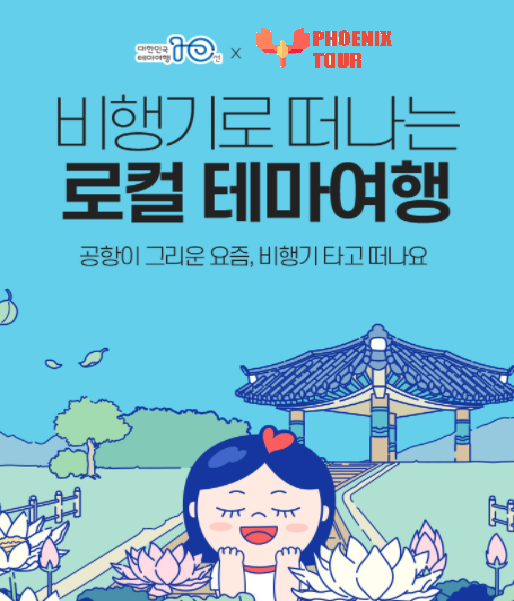 대한민국
테마여행 10선
x
PHOENIX
TOUR
비행기로 떠나는
로컬 테마여행
공항이 그리운 요즘, 비행기 타고 떠나요